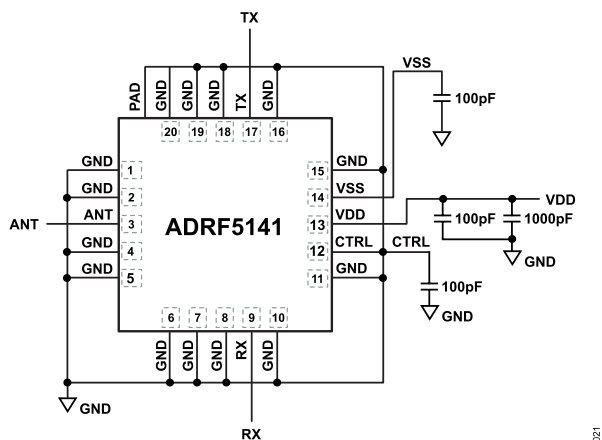 TX
VSS
100pF
PAD
GND
GND
GND
TX
GND
20
19
18
17
16
GND
1
GND
2
ANT
ANT
3
GND
4
GND
5
ADRF5141
15
GND
14
VSS
13
VDD
12
CTRL
CTRL
11
GND
VDD
100pF
1000pF
GND
100pF
GND
6
7
8
9
10
GND
GND
GND
RX
GND
GND
RX
021